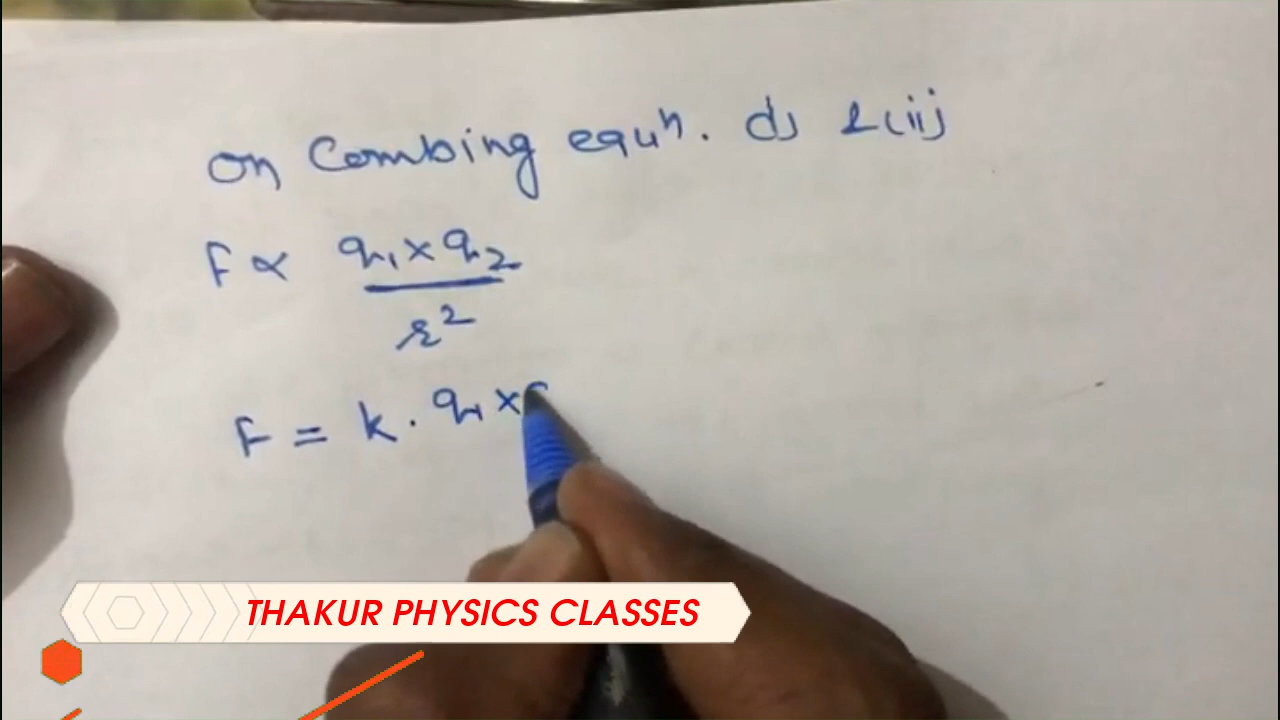 On Combing equⁿ. (i) & (ii)
F ∝ q₁ × q₂
r²
F = k . q₁ ×
THAKUR PHYSICS CLASSES